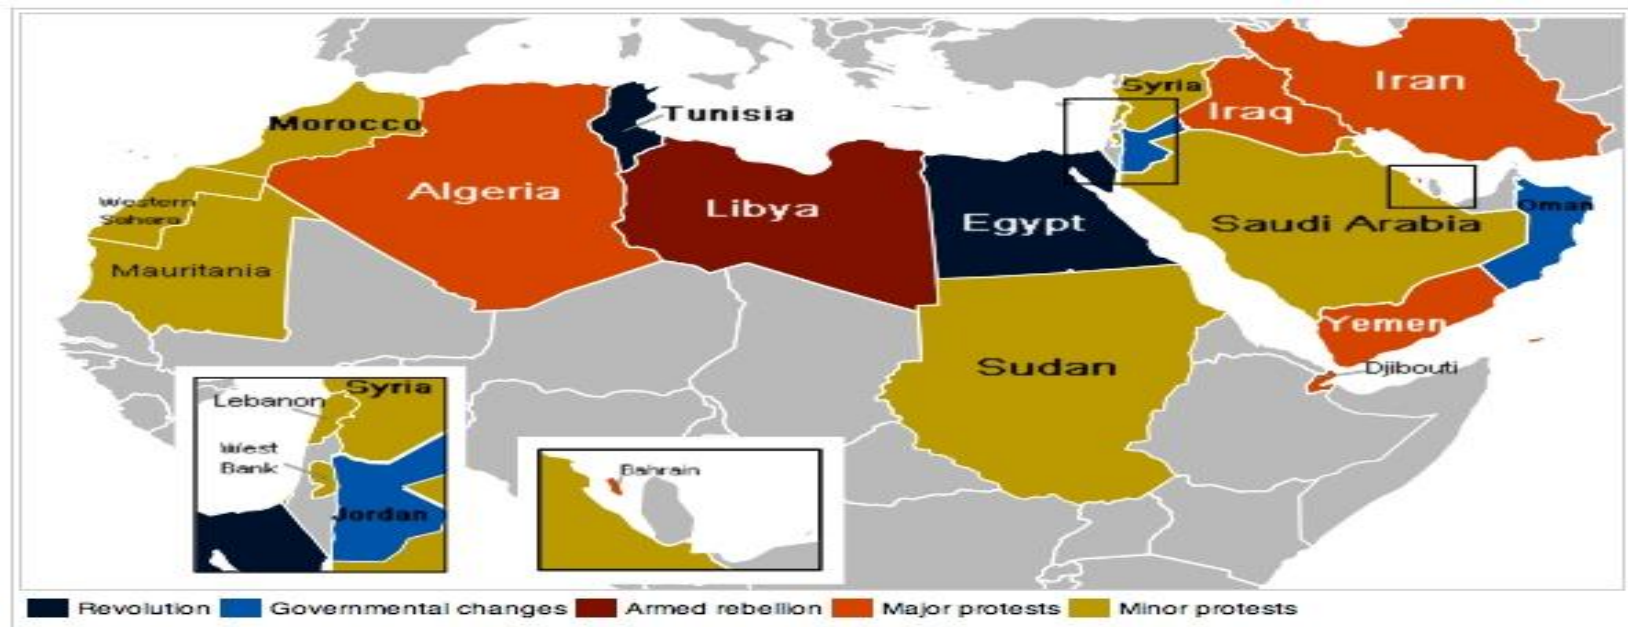 Iran
Syria
Iraq
Tunisia
Morocco
Algeria
Libya
Egypt
Western
Sahara
Oman
Saudi Arabia
Mauritania
Yemen
Sudan
Djibouti
Syria
Lebanon
West
Bank
Jordan
Bahrain
Revolution Governmental changes Armed rebellion Major protests Minor protests